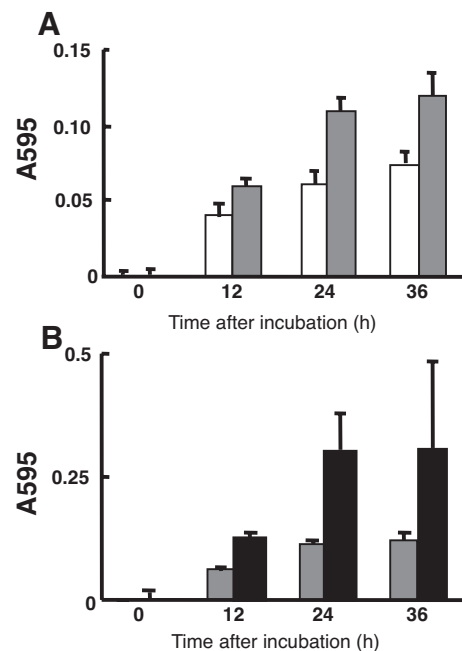 A
0.15
0.10
0.05
0
A595
0 12 24 36
Time after incubation (h)
B
0.5
0.25
0
A595
0 12 24 36
Time after incubation (h)